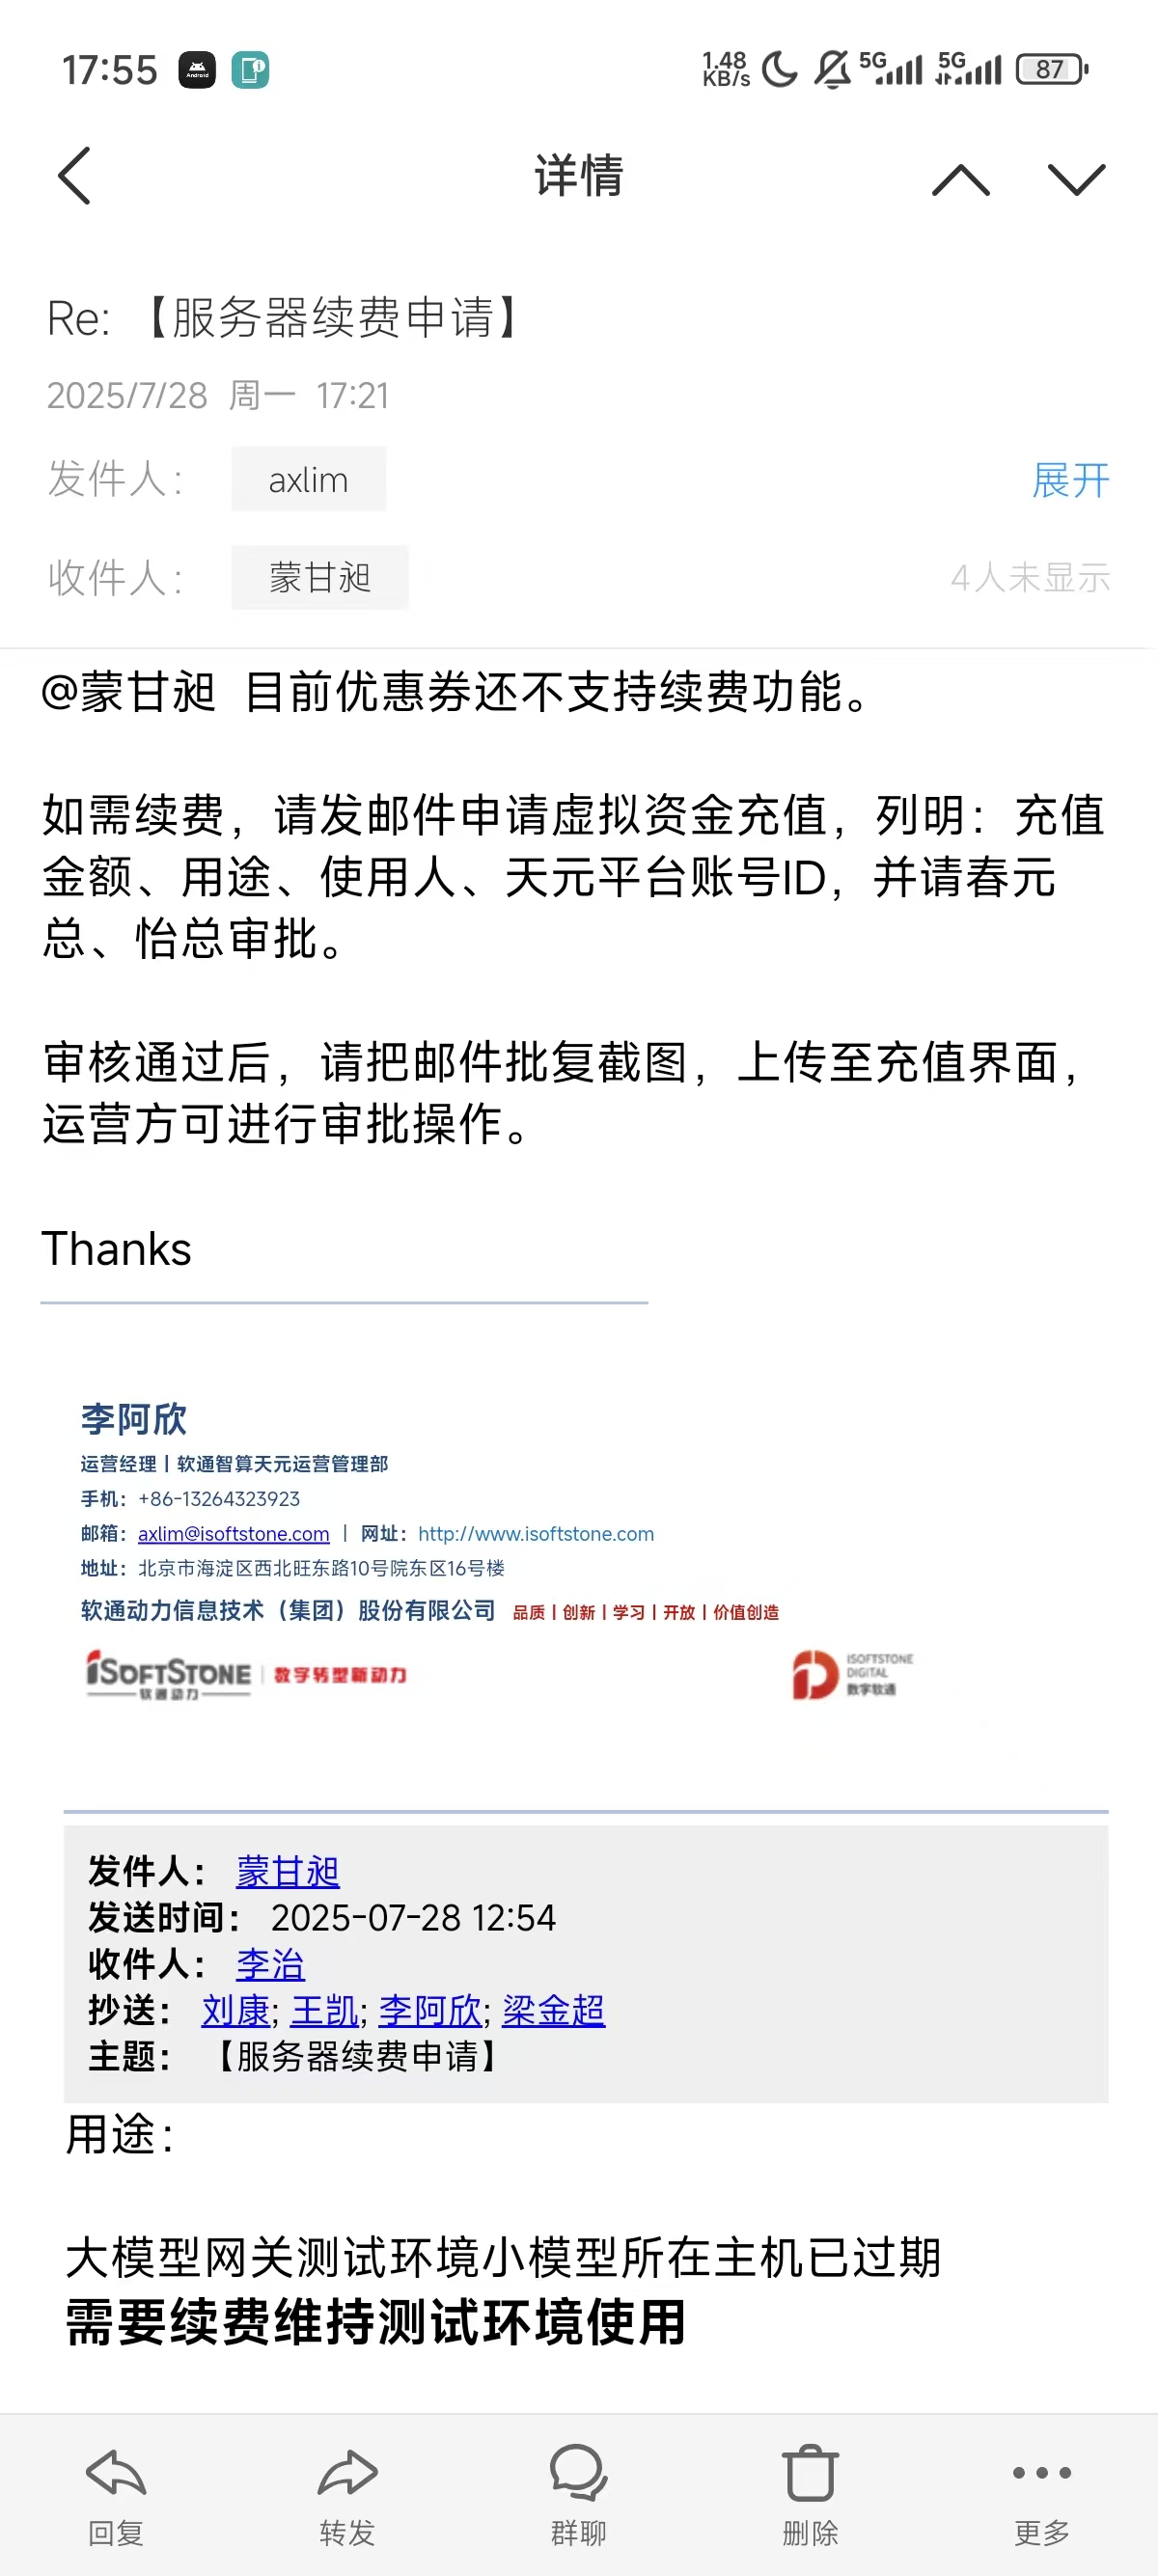 17:55
Android
1.48 KB/s 5G 5G 87
详情
Re: 【服务器续费申请】
2025/7/28 周一 17:21
发件人： axlim 展开
收件人： 蒙甘昶 4人未显示
@蒙甘昶 目前优惠券还不支持续费功能。
如需续费，请发邮件申请虚拟资金充值，列明：充值
金额、用途、使用人、天元平台账号ID，并请春元
总、怡总审批。
审核通过后，请把邮件批复截图，上传至充值界面，
运营方可进行审批操作。
Thanks
李阿欣
运营经理 | 软通智算天元运营管理部
手机：+86-13264323923
邮箱：axlim@isoftstone.com | 网址：http://www.isoftstone.com
地址：北京市海淀区西北旺东路10号院东区16号楼
软通动力信息技术（集团）股份有限公司 品质 | 创新 | 学习 | 开放 | 价值创造
iSOFTSTONE 软通动力 | 数字转型新动力
ISOFTSTONE
DIGITAL
数字软通
发件人： 蒙甘昶
发送时间： 2025-07-28 12:54
收件人： 李治
抄送： 刘康; 王凯; 李阿欣; 梁金超
主题： 【服务器续费申请】
用途：
大模型网关测试环境小模型所在主机已过期
需要续费维持测试环境使用
回复 转发 群聊 删除 更多